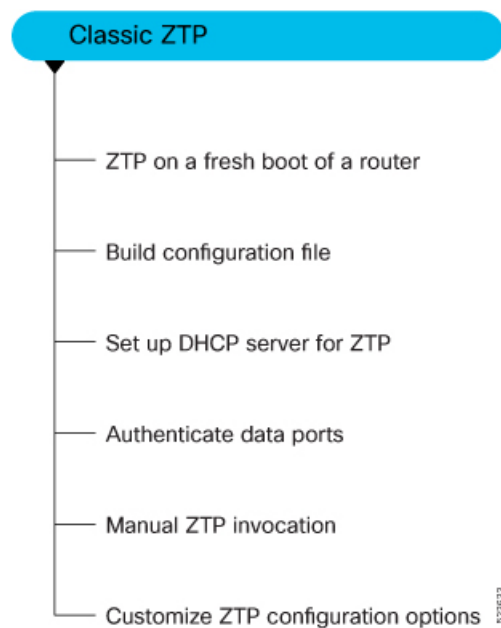 Classic ZTP
ZTP on a fresh boot of a router
Build configuration file
Set up DHCP server for ZTP
Authenticate data ports
Manual ZTP invocation
Customize ZTP configuration options